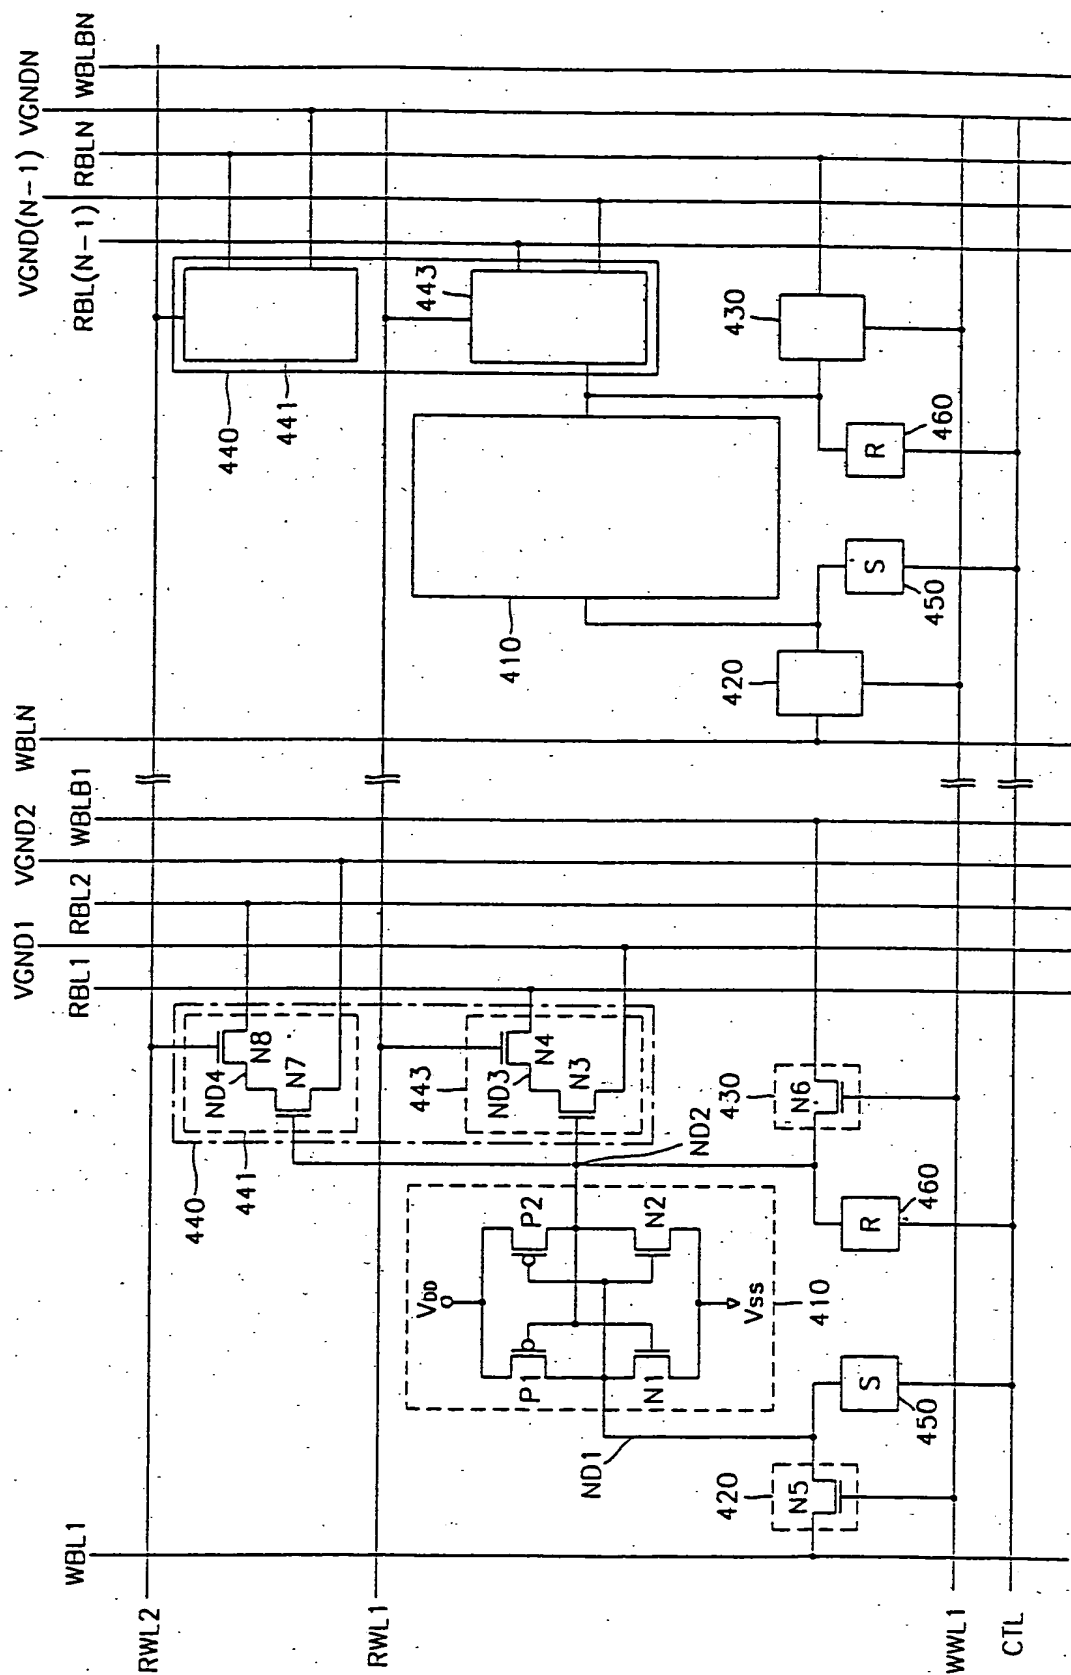 WBL1
RBL1
VGND1
RBL2
VGND2
WBLB1
WBLN
RBL(N-1)
VGND(N-1)
RBLN
VGNDN
WBLBN
RWL2
440
441
ND4
N8
N7
440
441
RWL1
443
ND3
N4
N3
443
VDD
P1
P2
N1
N2
Vss
410
ND1
ND2
410
420
N5
430
N6
420
430
S
450
R
460
S
450
R
460
WWL1
CTL